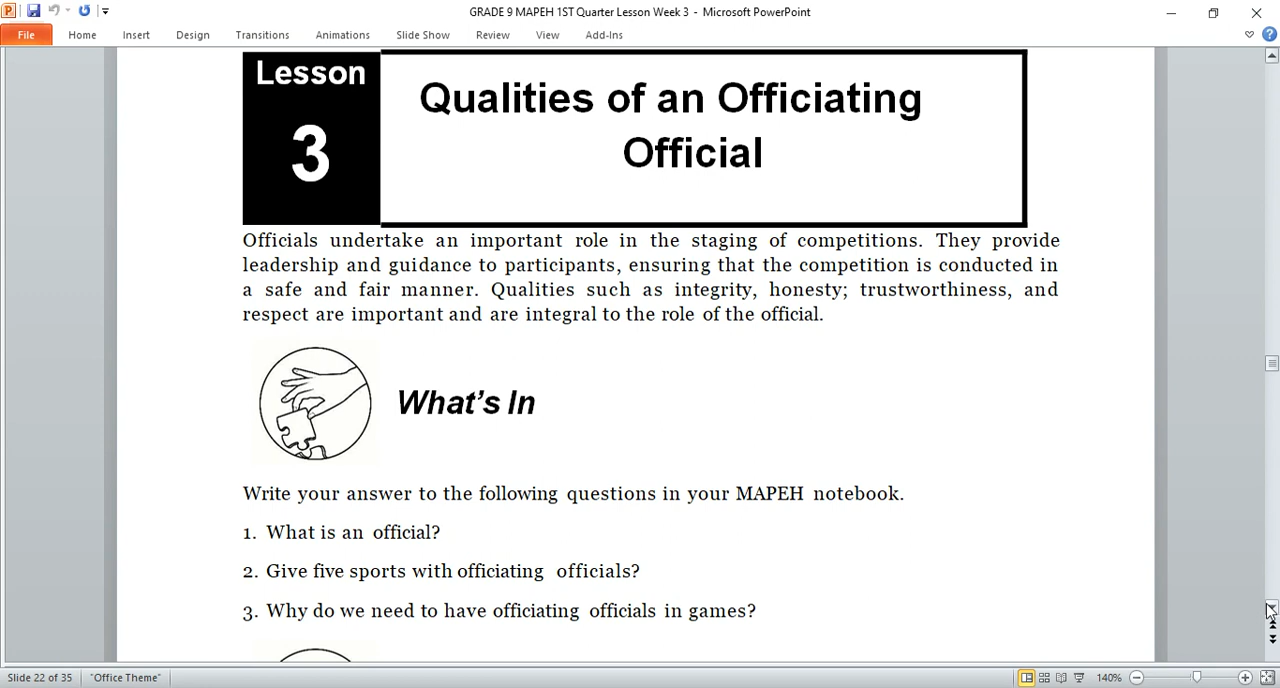 GRADE 9 MAPEH 1ST Quarter Lesson Week 3 - Microsoft PowerPoint
File Home Insert Design Transitions Animations Slide Show Review View Add-Ins
Lesson
3
Qualities of an Officiating
Official
Officials undertake an important role in the staging of competitions. They provide
leadership and guidance to participants, ensuring that the competition is conducted in
a safe and fair manner. Qualities such as integrity, honesty; trustworthiness, and
respect are important and are integral to the role of the official.
What's In
Write your answer to the following questions in your MAPEH notebook.
1. What is an official?
2. Give five sports with officiating officials?
3. Why do we need to have officiating officials in games?
Slide 22 of 35 "Office Theme" 140%